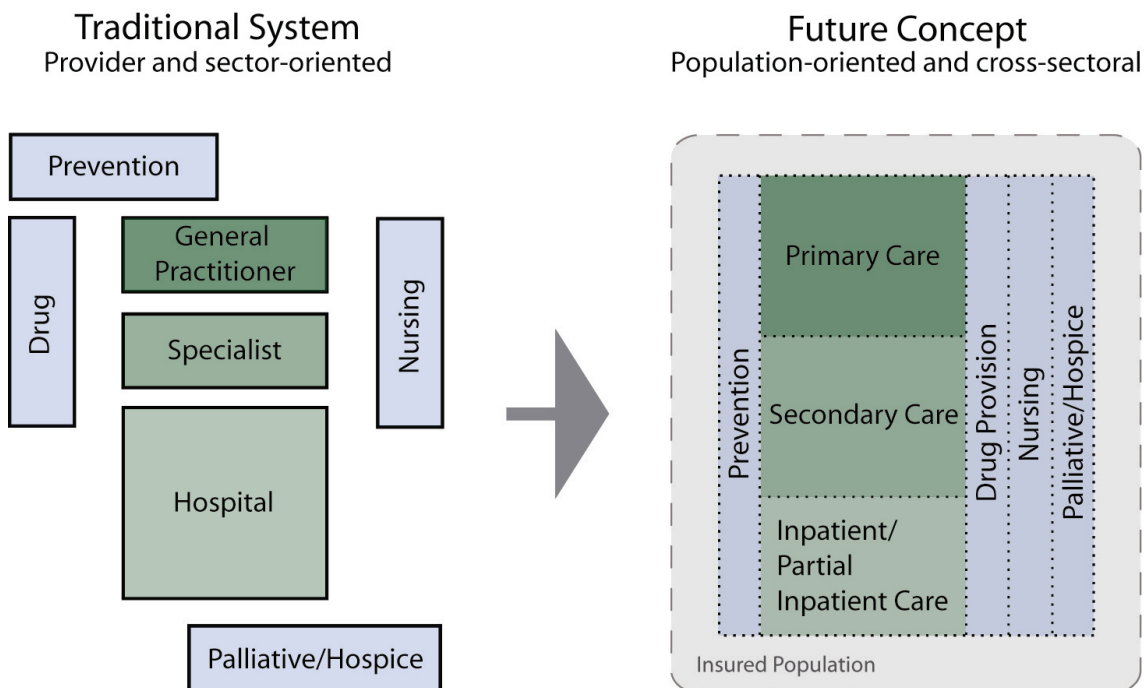 Traditional System
Provider and sector-oriented
Prevention
Drug
General
Practitioner
Specialist
Nursing
Hospital
Palliative/Hospice
Future Concept
Population-oriented and cross-sectoral
Prevention
Primary Care
Secondary Care
Inpatient/
Partial
Inpatient Care
Drug Provision
Nursing
Palliative/Hospice
Insured Population